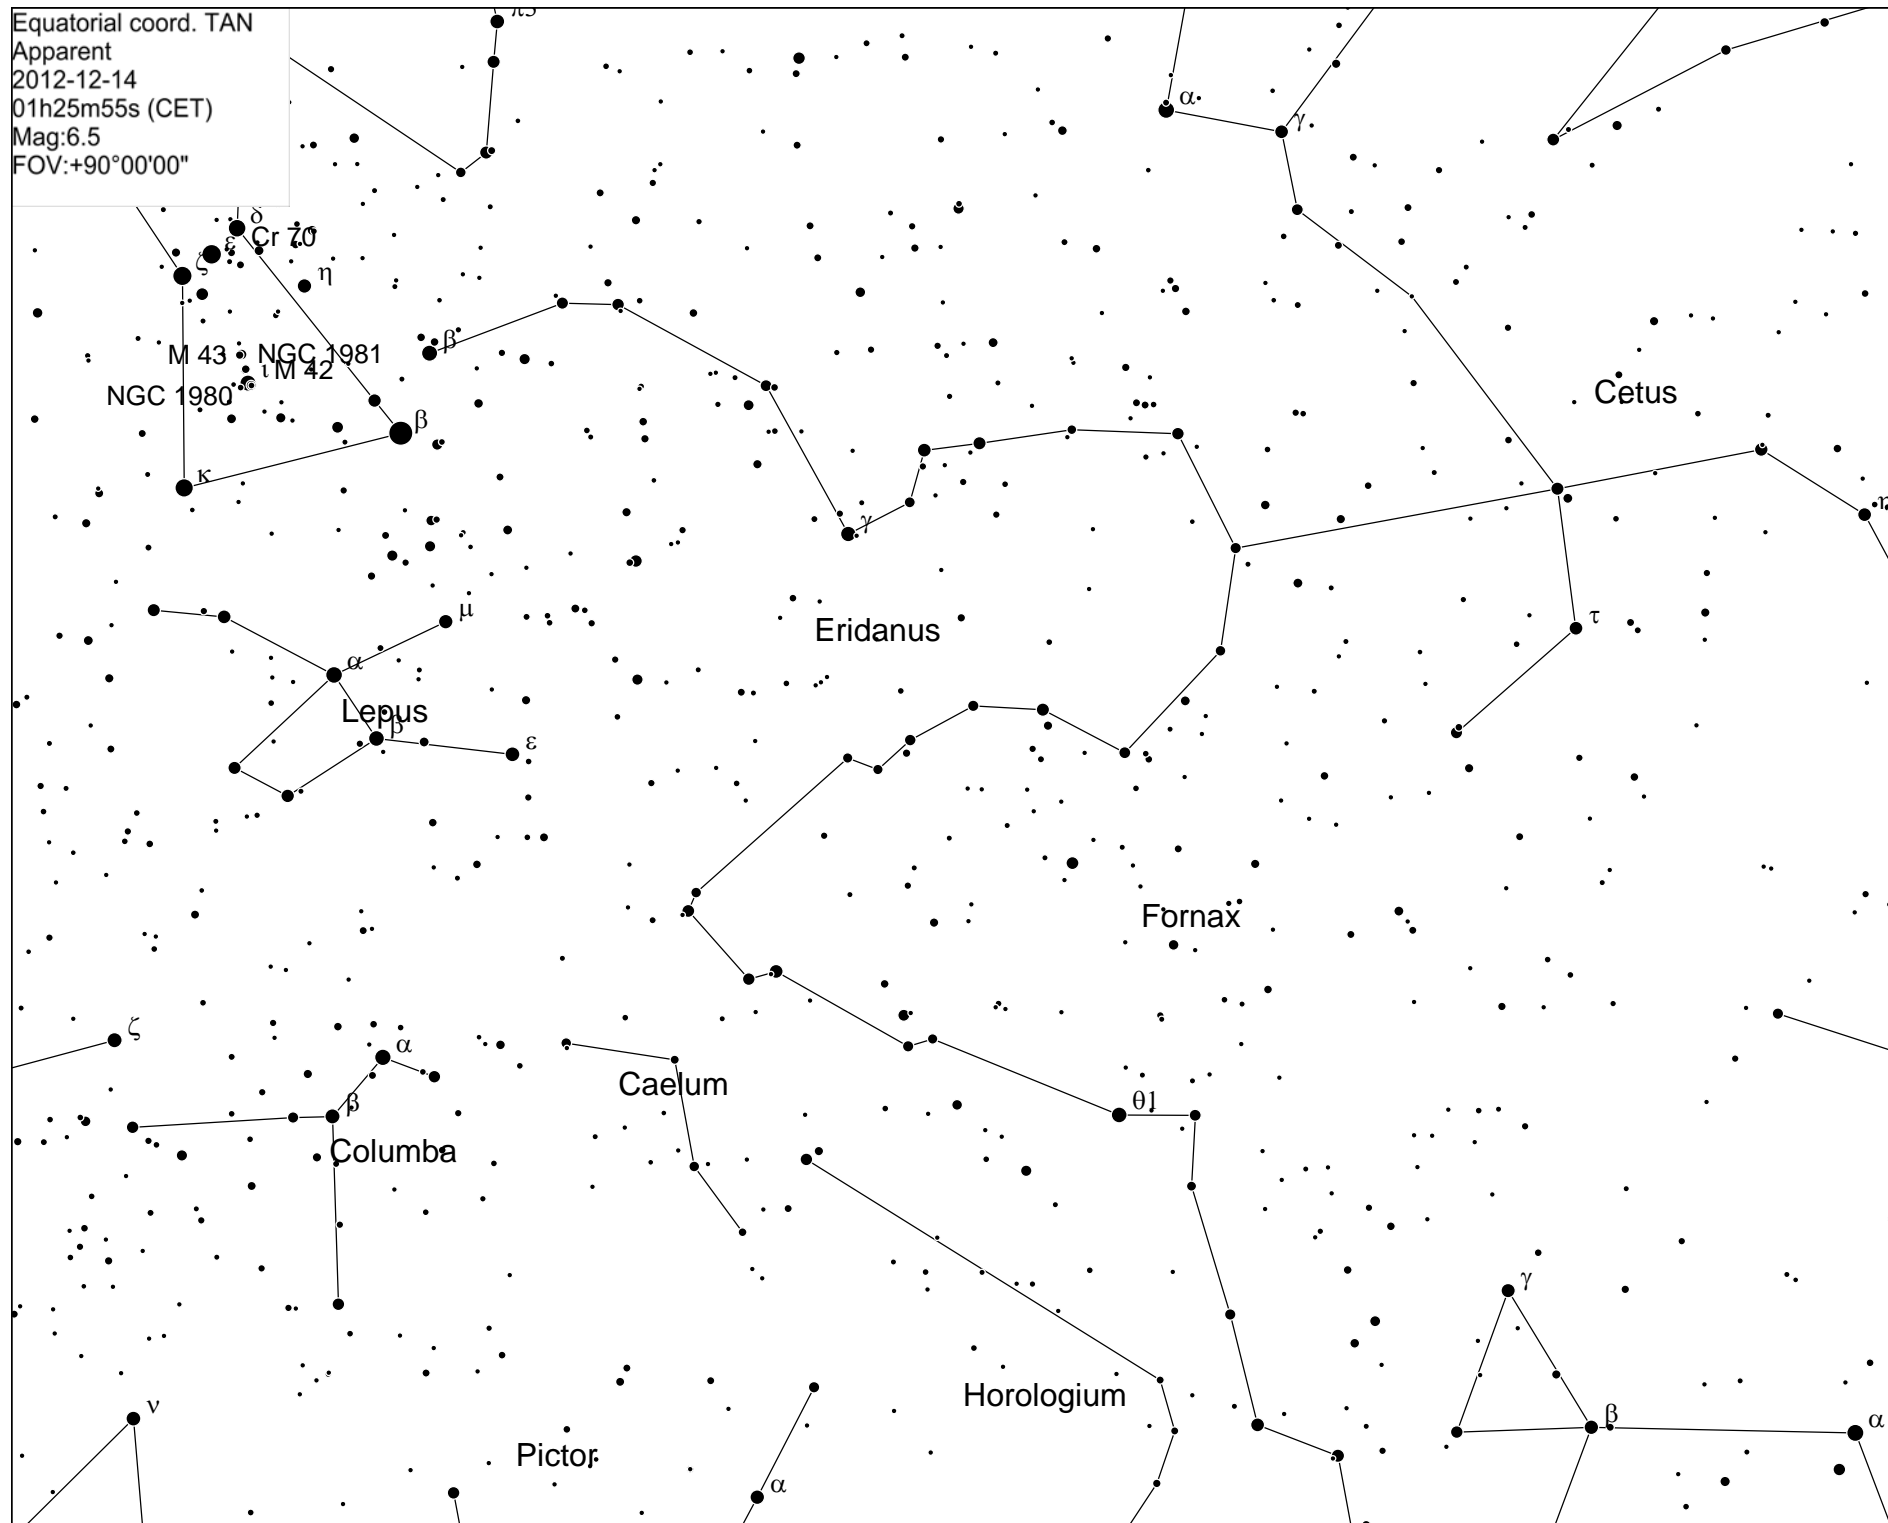 Equatorial coord. TAN
Apparent
2012-12-14
01h25m55s (CET)
Mag:6.5
FOV:+90°00'00"
π3
α
γ
δ
ε
Cr 70
ζ
η
β
M 43
NGC 1981
ι
M 42
NGC 1980
β
κ
Cetus
η
γ
μ
Eridanus
τ
α
Lepus
β
ε
Fornax
ζ
α
Caelum
β
θ1
Columba
γ
ν
Horologium
β
α
Pictor
α